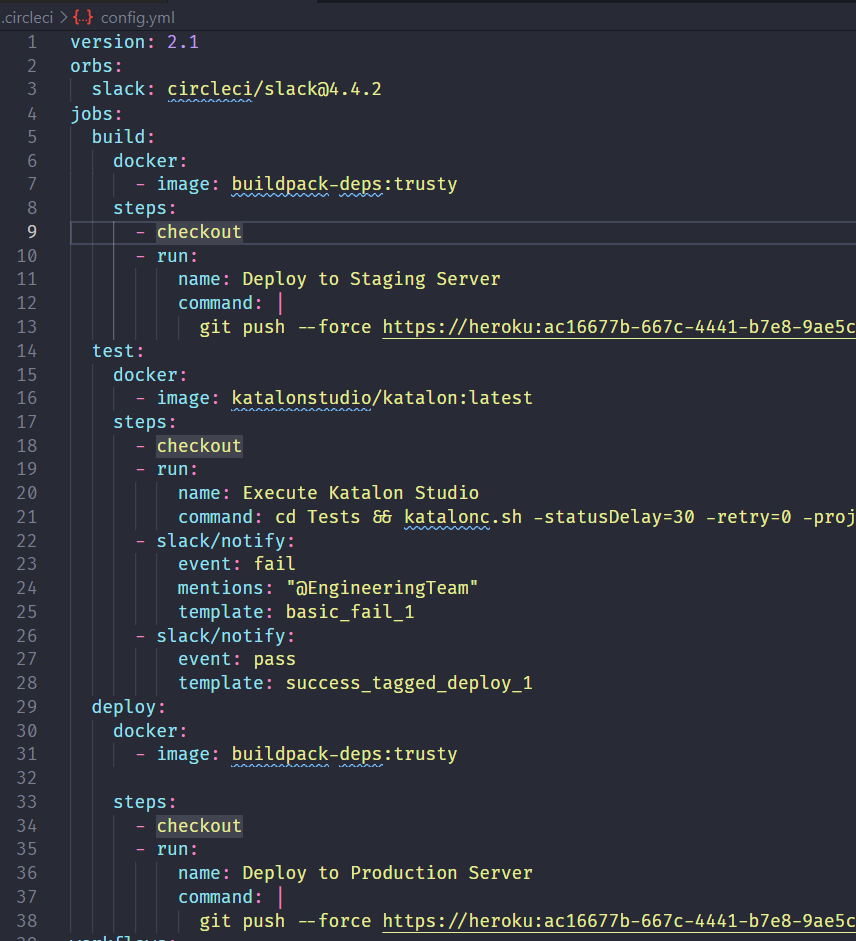 .circleci > {..} config.yml
1 version: 2.1
2 orbs:
3   slack: circleci/slack@4.4.2
4 jobs:
5   build:
6     docker:
7       - image: buildpack-deps:trusty
8     steps:
9       - checkout
10       - run:
11           name: Deploy to Staging Server
12           command: |
13             git push --force https://heroku:ac16677b-667c-4441-b7e8-9ae5c
14   test:
15     docker:
16       - image: katalonstudio/katalon:latest
17     steps:
18       - checkout
19       - run:
20           name: Execute Katalon Studio
21           command: cd Tests && katalonc.sh -statusDelay=30 -retry=0 -proj
22       - slack/notify:
23           event: fail
24           mentions: "@EngineeringTeam"
25           template: basic_fail_1
26       - slack/notify:
27           event: pass
28           template: success_tagged_deploy_1
29   deploy:
30     docker:
31       - image: buildpack-deps:trusty
32
33     steps:
34       - checkout
35       - run:
36           name: Deploy to Production Server
37           command: |
38             git push --force https://heroku:ac16677b-667c-4441-b7e8-9ae5c
39 workflows: